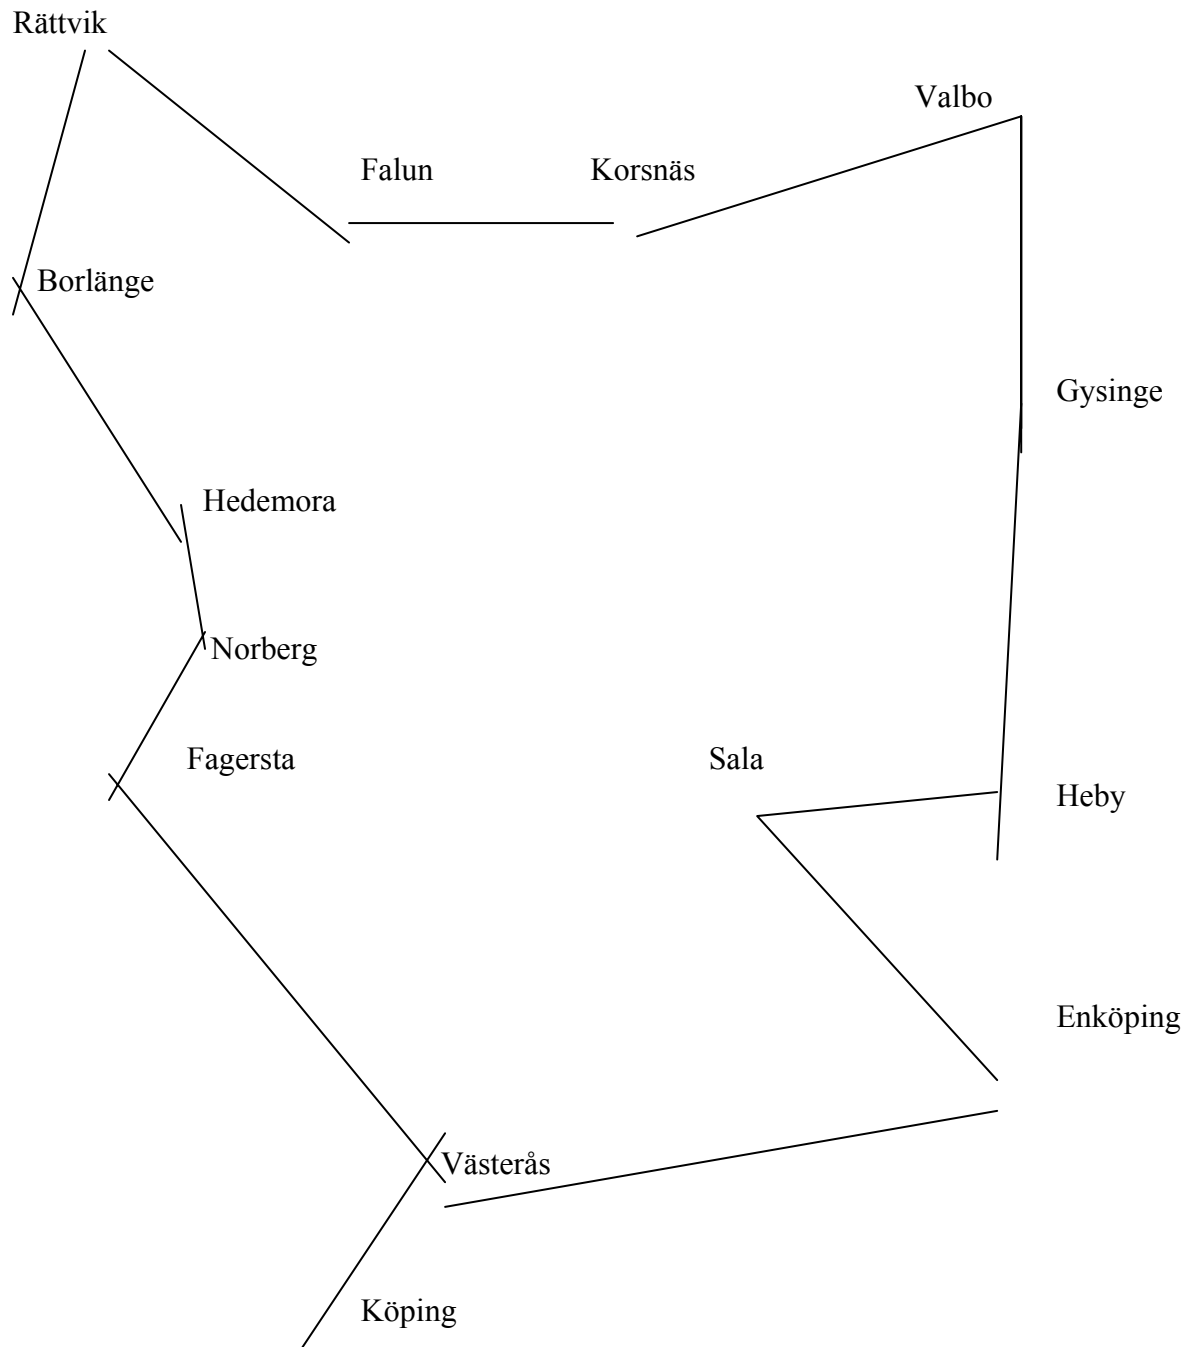 Rättvik
Valbo
Falun
Korsnäs
Borlänge
Gysinge
Hedemora
Norberg
Fagersta
Sala
Heby
Enköping
Västerås
Köping